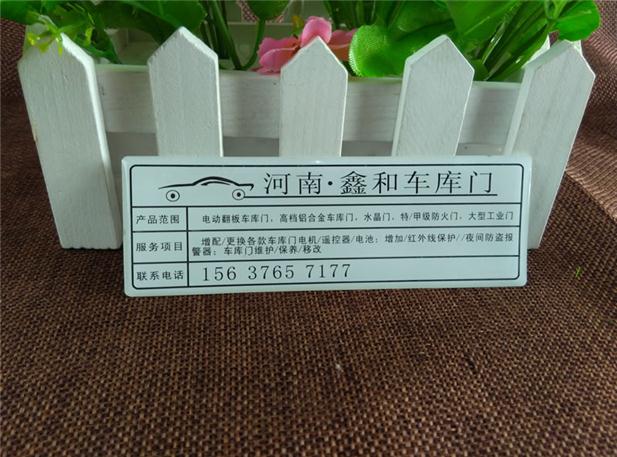 河南·鑫和车库门
产品范围 电动翻板车库门、高档铝合金车库门、水晶门、特/甲级防火门、大型工业门
服务项目 增配/更换各款车库门电机/遥控器/电池；增加/红外线保护//夜间防盗报
警器；车库门维护/保养/移改
联系电话 156 3765 7177